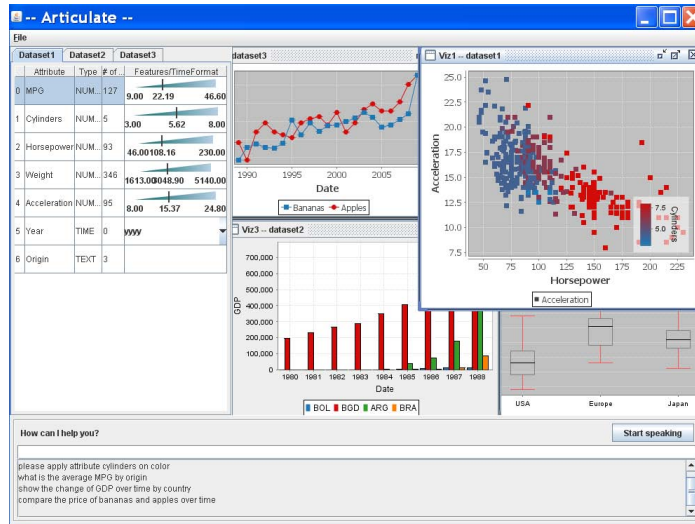 -- Articulate --
File
Dataset1 Dataset2 Dataset3
Attribute Type # of ... Features/TimeFormat
0 MPG NUM... 127 9.00 22.19 46.60
1 Cylinders NUM... 5 3.00 5.62 8.00
2 Horsepower NUM... 93 46.00 108.16 230.00
3 Weight NUM... 346 1613.00 3048.90 5140.00
4 Acceleration NUM... 95 8.00 15.37 24.80
5 Year TIME 0 yyyy
6 Origin TEXT 3
dataset3
1990 1995 2000 2005
Date
Bananas Apples
Viz1 -- dataset1
25.0
22.5
20.0
17.5
15.0
12.5
10.0
7.5
Acceleration
50 75 100 125 150 175 200 225
Horsepower
Acceleration
7.5
5.0
Cylinders
Viz3 -- dataset2
700,000
600,000
500,000
400,000
300,000
200,000
100,000
0
GDP
1980 1981 1982 1983 1984 1985 1986 1987 1988
Date
BOL BGD ARG BRA
USA Europe Japan
How can I help you?
Start speaking
please apply attribute cylinders on color
what is the average MPG by origin
show the change of GDP over time by country
compare the price of bananas and apples over time